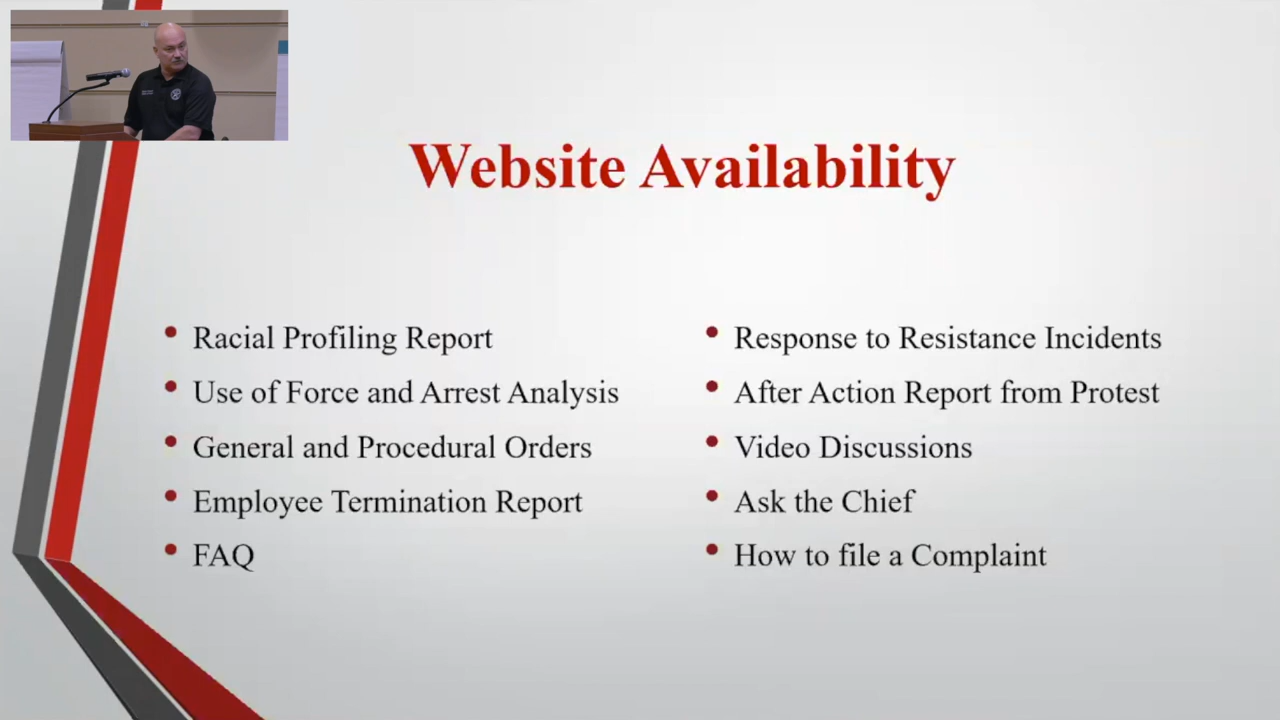 Website Availability
Racial Profiling Report
Use of Force and Arrest Analysis
General and Procedural Orders
Employee Termination Report
FAQ
Response to Resistance Incidents
After Action Report from Protest
Video Discussions
Ask the Chief
How to file a Complaint